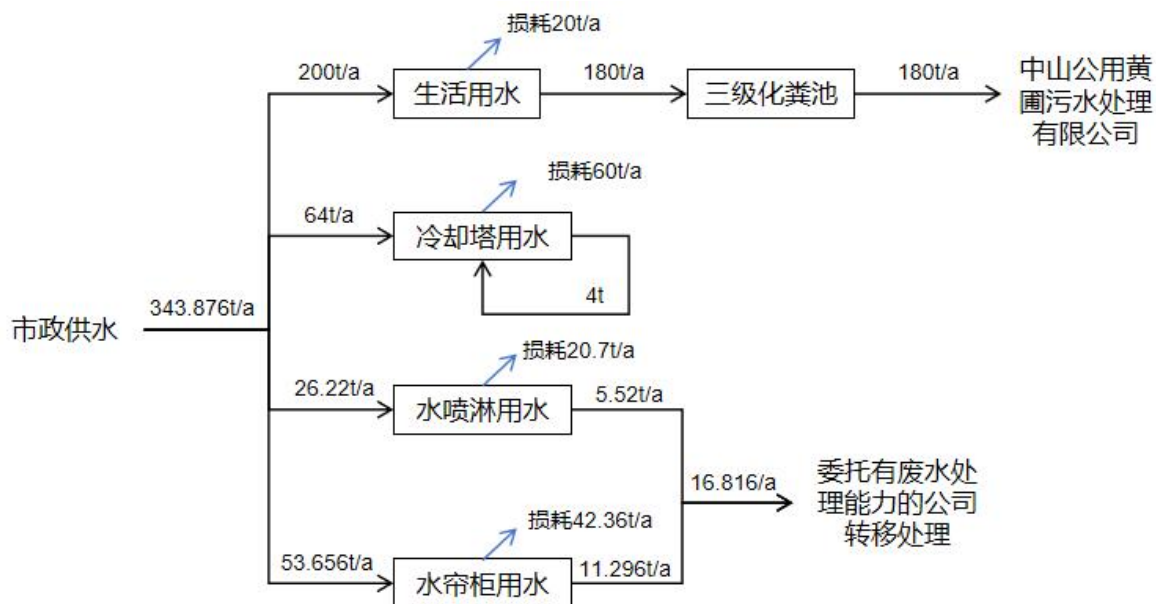 损耗20t/a
200t/a
生活用水
180t/a
三级化粪池
180t/a
中山公用黄
圃污水处理
有限公司
损耗60t/a
64t/a
冷却塔用水
4t
市政供水
343.876t/a
损耗20.7t/a
26.22t/a
水喷淋用水
5.52t/a
16.816/a
委托有废水处
理能力的公司
转移处理
损耗42.36t/a
53.656t/a
水帘柜用水
11.296t/a